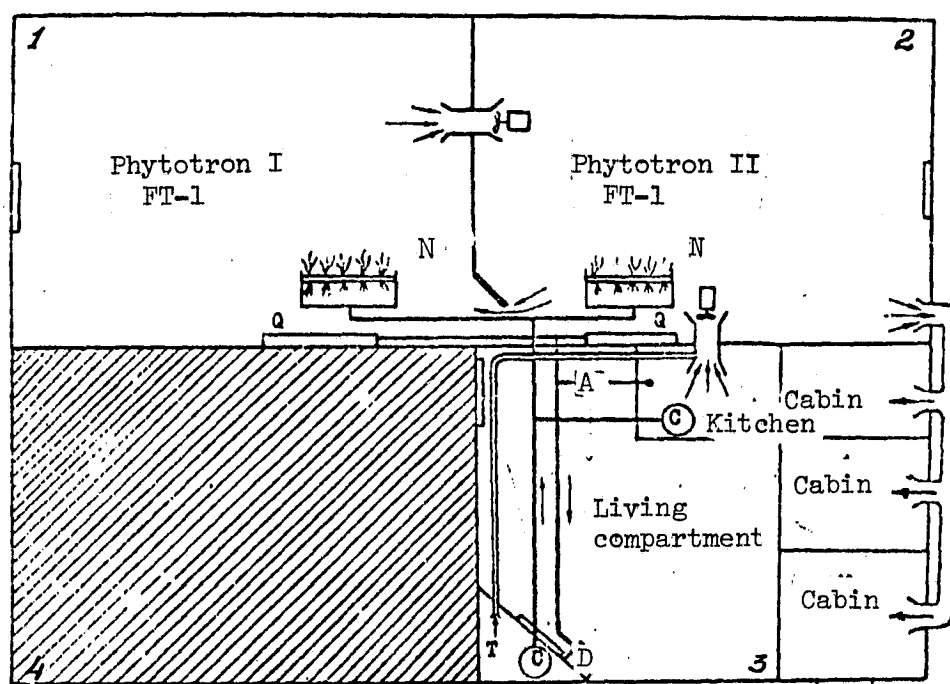 1
2
Phytotron I
FT-1
Phytotron II
FT-1
N
N
Q
Q
A
C
Kitchen
Cabin
Cabin
Living
compartment
Cabin
T
C
D
4
3